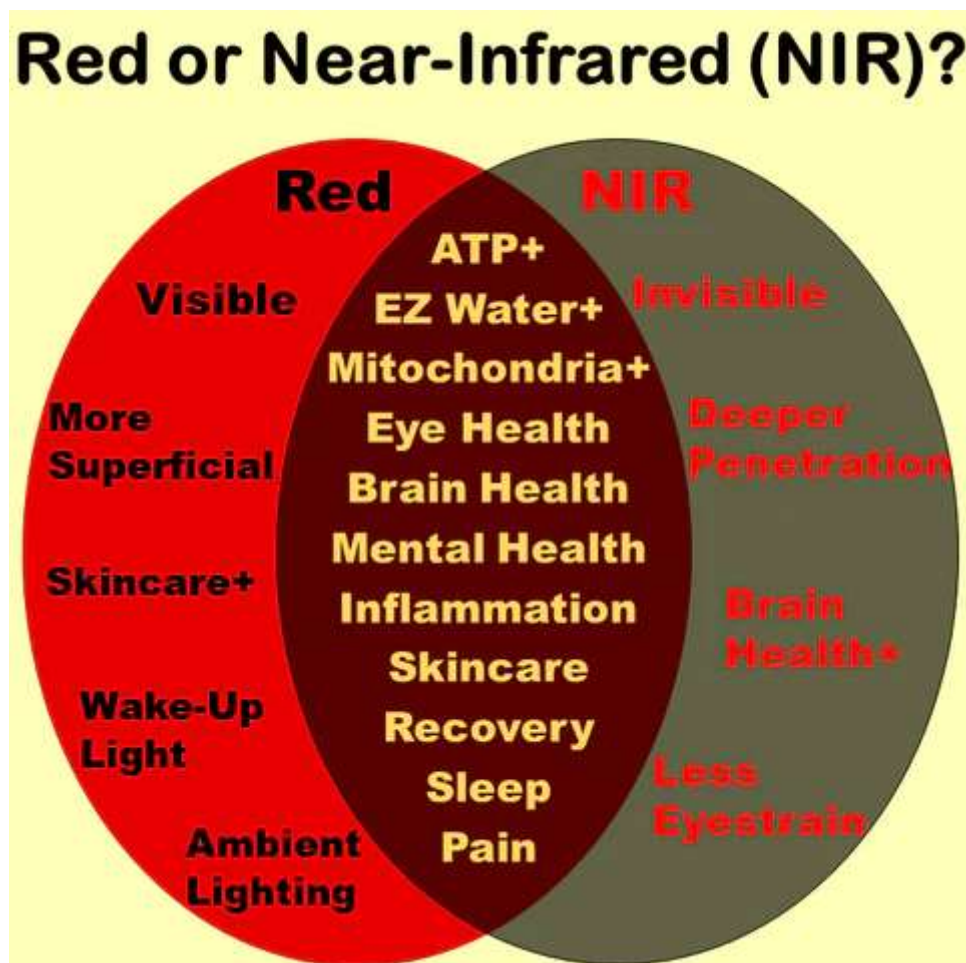 Red or Near-Infrared (NIR)?
Red
Visible
More
Superficial
Skincare+
Wake-Up
Light
Ambient
Lighting
ATP+
EZ Water+
Mitochondria+
Eye Health
Brain Health
Mental Health
Inflammation
Skincare
Recovery
Sleep
Pain
NIR
Invisible
Deeper
Penetration
Brain
Health+
Less
Eyestrain